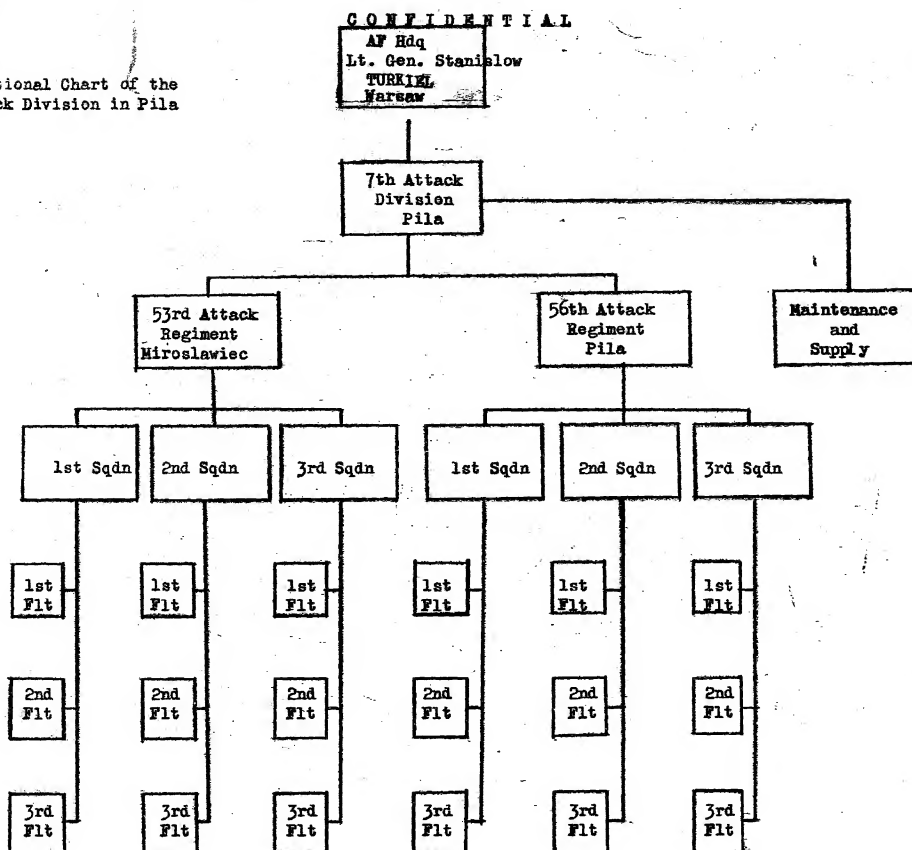 CONFIDENTIAL
AF Hdq
Lt. Gen. Stanislow
TURKIEL
Warsaw
tional Chart of the
ck Division in Pila
7th Attack
Division
Pila
53rd Attack
Regiment
Miroslawiec
56th Attack
Regiment
Pila
Maintenance
and
Supply
1st Sqdn
2nd Sqdn
3rd Sqdn
1st Sqdn
2nd Sqdn
3rd Sqdn
1st
Flt
1st
Flt
1st
Flt
1st
Flt
1st
Flt
1st
Flt
2nd
Flt
2nd
Flt
2nd
Flt
2nd
Flt
2nd
Flt
2nd
Flt
3rd
Flt
3rd
Flt
3rd
Flt
3rd
Flt
3rd
Flt
3rd
Flt